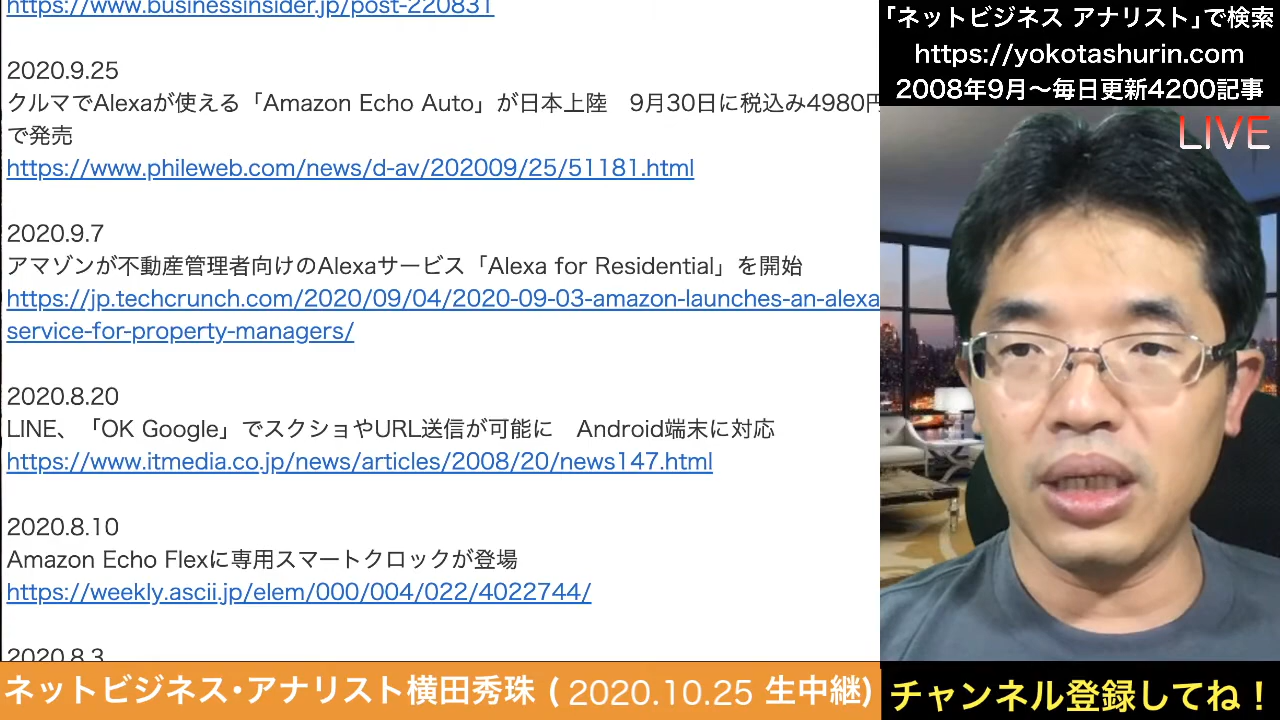 https://www.businessinsider.jp/post-220831
2020.9.25
クルマでAlexaが使える「Amazon Echo Auto」が日本上陸　9月30日に税込み4980円
で発売
https://www.phileweb.com/news/d-av/202009/25/51181.html
2020.9.7
アマゾンが不動産管理者向けのAlexaサービス「Alexa for Residential」を開始
https://jp.techcrunch.com/2020/09/04/2020-09-03-amazon-launches-an-alexa
service-for-property-managers/
2020.8.20
LINE、「OK Google」でスクショやURL送信が可能に　Android端末に対応
https://www.itmedia.co.jp/news/articles/2008/20/news147.html
2020.8.10
Amazon Echo Flexに専用スマートクロックが登場
https://weekly.ascii.jp/elem/000/004/022/4022744/
2020.8.3
「ネットビジネス アナリスト」で検索
https://yokotashurin.com
2008年9月～毎日更新4200記事
LIVE
ネットビジネス・アナリスト横田秀珠 ( 2020.10.25 生中継)
チャンネル登録してね！